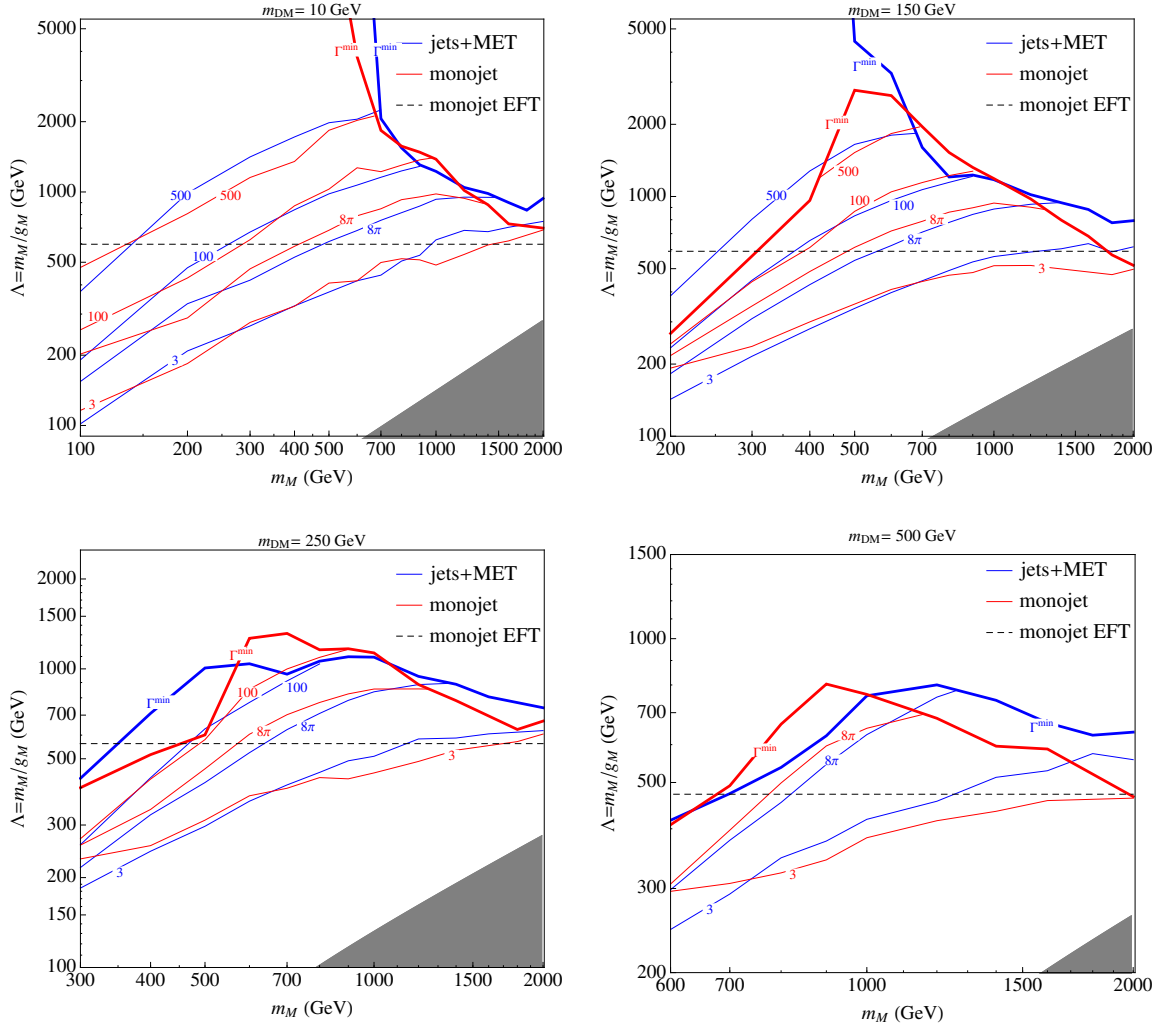 m_DM = 10 GeV
Λ=m_M/g_M (GeV)
5000
2000
1000
500
200
100
Γ^min
Γ^min
jets+MET
monojet
monojet EFT
500
500
100
100
8π
8π
3
3
100
200
300
400
500
700
1000
1500
2000
m_M (GeV)
m_DM = 150 GeV
Λ=m_M/g_M (GeV)
5000
2000
1000
500
200
100
Γ^min
Γ^min
jets+MET
monojet
monojet EFT
500
500
100
100
8π
8π
3
3
200
300
400
500
700
1000
1500
2000
m_M (GeV)
m_DM = 250 GeV
Λ=m_M/g_M (GeV)
2000
1500
1000
700
500
300
200
150
100
Γ^min
Γ^min
jets+MET
monojet
monojet EFT
100
100
8π
8π
3
3
300
400
500
700
1000
1500
2000
m_M (GeV)
m_DM = 500 GeV
Λ=m_M/g_M (GeV)
1500
1000
700
500
300
200
Γ^min
Γ^min
jets+MET
monojet
monojet EFT
8π
8π
3
3
600
700
1000
1500
2000
m_M (GeV)